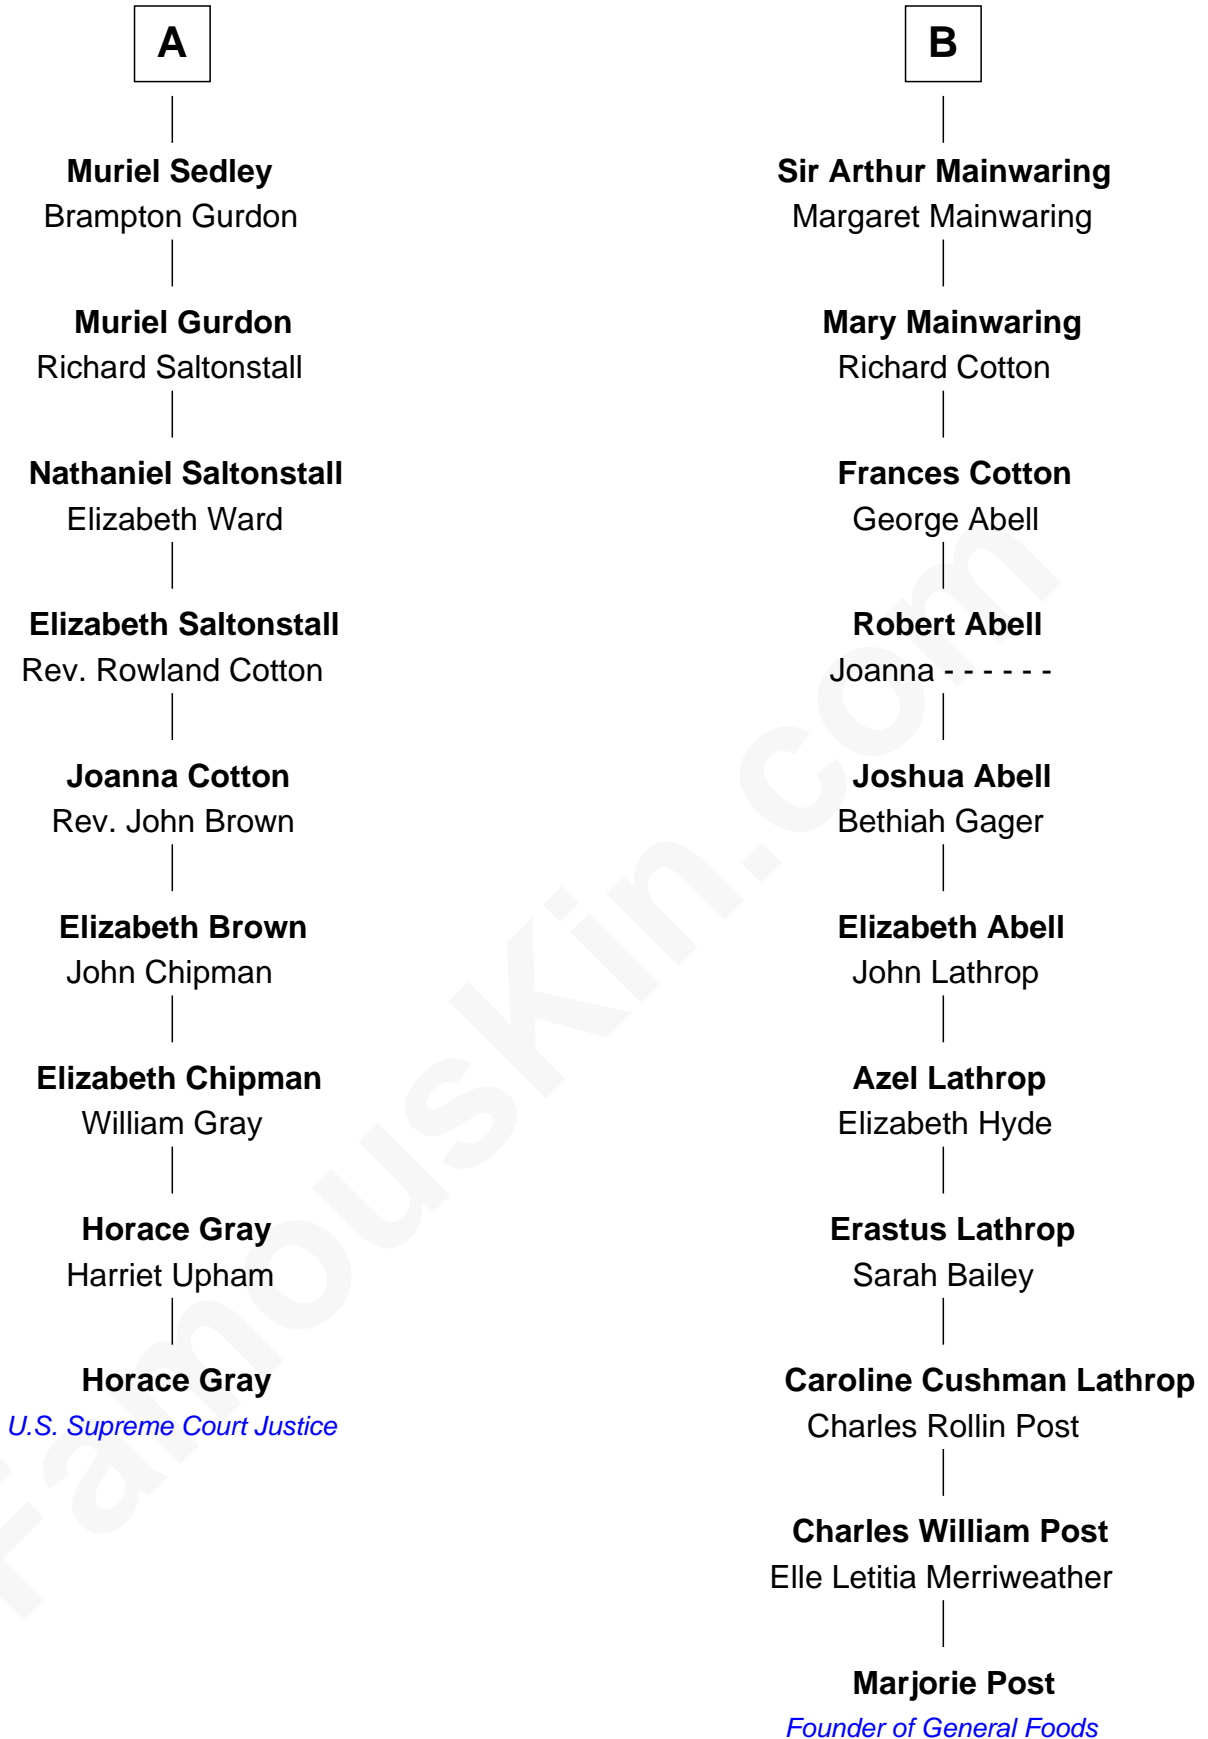 A
Muriel Sedley
Brampton Gurdon
Muriel Gurdon
Richard Saltonstall
Nathaniel Saltonstall
Elizabeth Ward
Elizabeth Saltonstall
Rev. Rowland Cotton
Joanna Cotton
Rev. John Brown
Elizabeth Brown
John Chipman
Elizabeth Chipman
William Gray
Horace Gray
Harriet Upham
Horace Gray
U.S. Supreme Court Justice
B
Sir Arthur Mainwaring
Margaret Mainwaring
Mary Mainwaring
Richard Cotton
Frances Cotton
George Abell
Robert Abell
Joanna - - - - - -
Joshua Abell
Bethiah Gager
Elizabeth Abell
John Lathrop
Azel Lathrop
Elizabeth Hyde
Erastus Lathrop
Sarah Bailey
Caroline Cushman Lathrop
Charles Rollin Post
Charles William Post
Elle Letitia Merriweather
Marjorie Post
Founder of General Foods
FamousKin.com